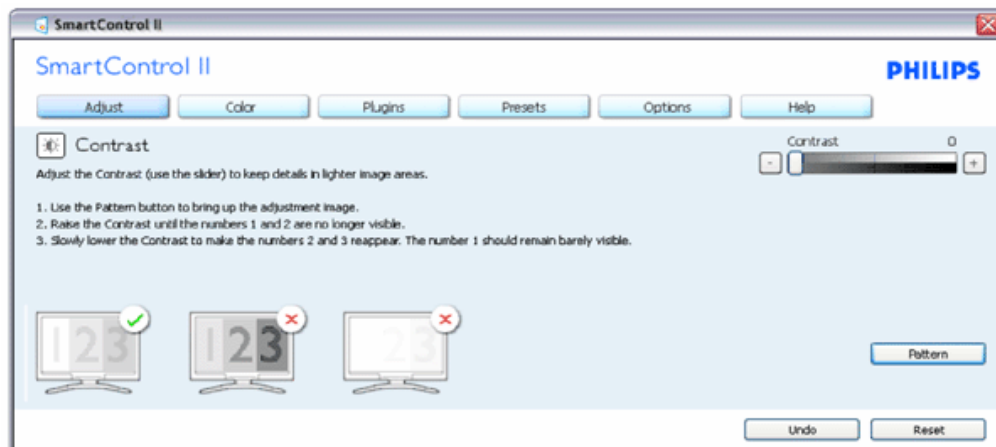 SmartControl II
SmartControl II
PHILIPS
Adjust Color Plugins Presets Options Help
Contrast
Contrast 0
- +
Adjust the Contrast (use the slider) to keep details in lighter image areas.
1. Use the Pattern button to bring up the adjustment image.
2. Raise the Contrast until the numbers 1 and 2 are no longer visible.
3. Slowly lower the Contrast to make the numbers 2 and 3 reappear. The number 1 should remain barely visible.
123 123 23
Pattern
Undo Reset